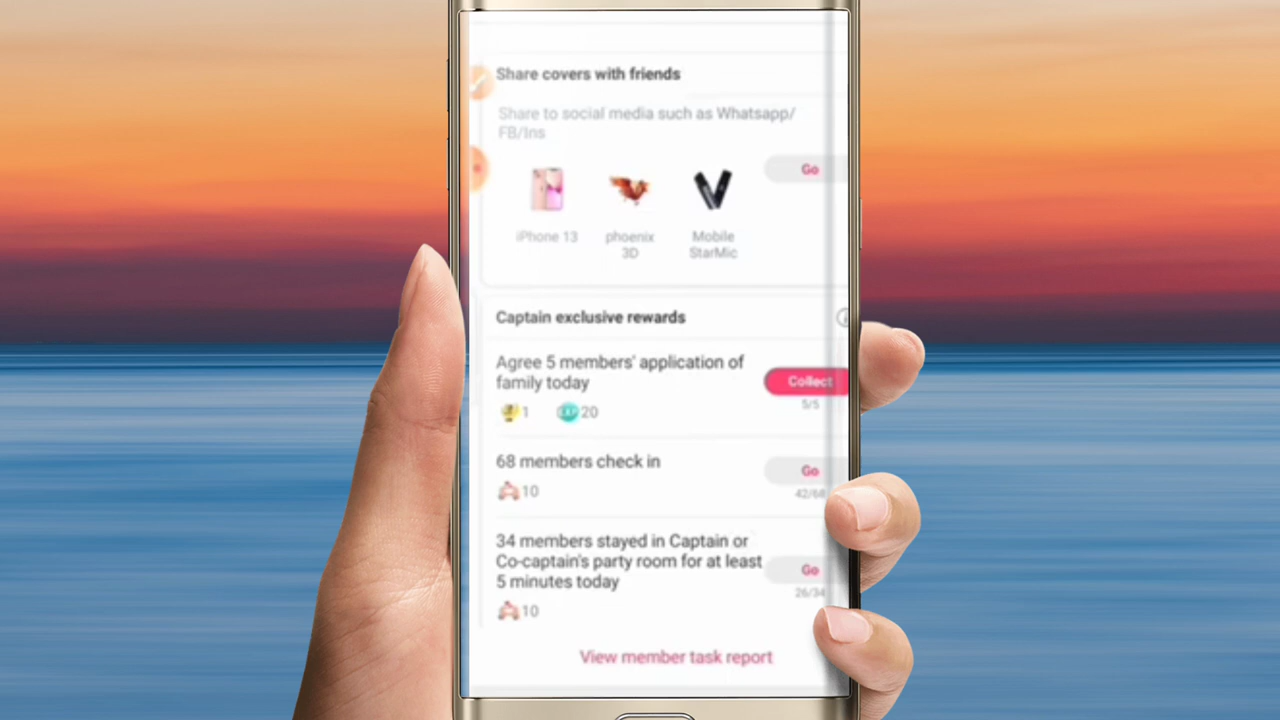 Share covers with friends
Share to social media such as Whatsapp/
FB/Ins
Go
iPhone 13
phoenix
3D
Mobile
StarMic
Captain exclusive rewards
Agree 5 members' application of
family today
Collect
5/5
1
20
68 members check in
Go
42/68
10
34 members stayed in Captain or
Co-captain's party room for at least
5 minutes today
Go
26/34
10
View member task report